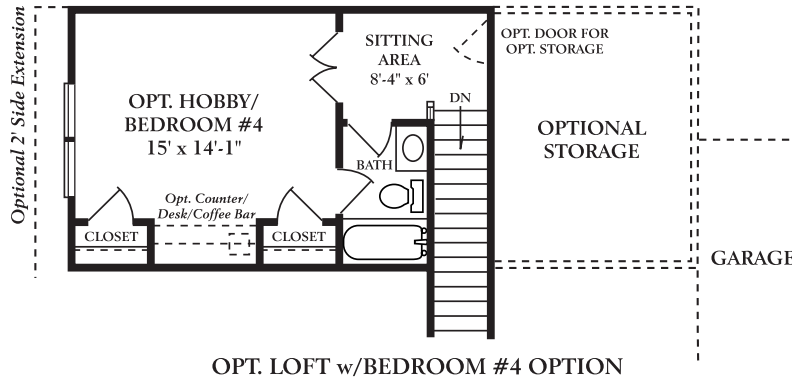 Optional 2' Side Extension
OPT. HOBBY/
BEDROOM #4
15' x 14'-1"
SITTING
AREA
8'-4" x 6'
OPT. DOOR FOR
OPT. STORAGE
DN
OPTIONAL
STORAGE
BATH
Opt. Counter/
Desk/Coffee Bar
CLOSET
CLOSET
GARAGE
OPT. LOFT w/BEDROOM #4 OPTION